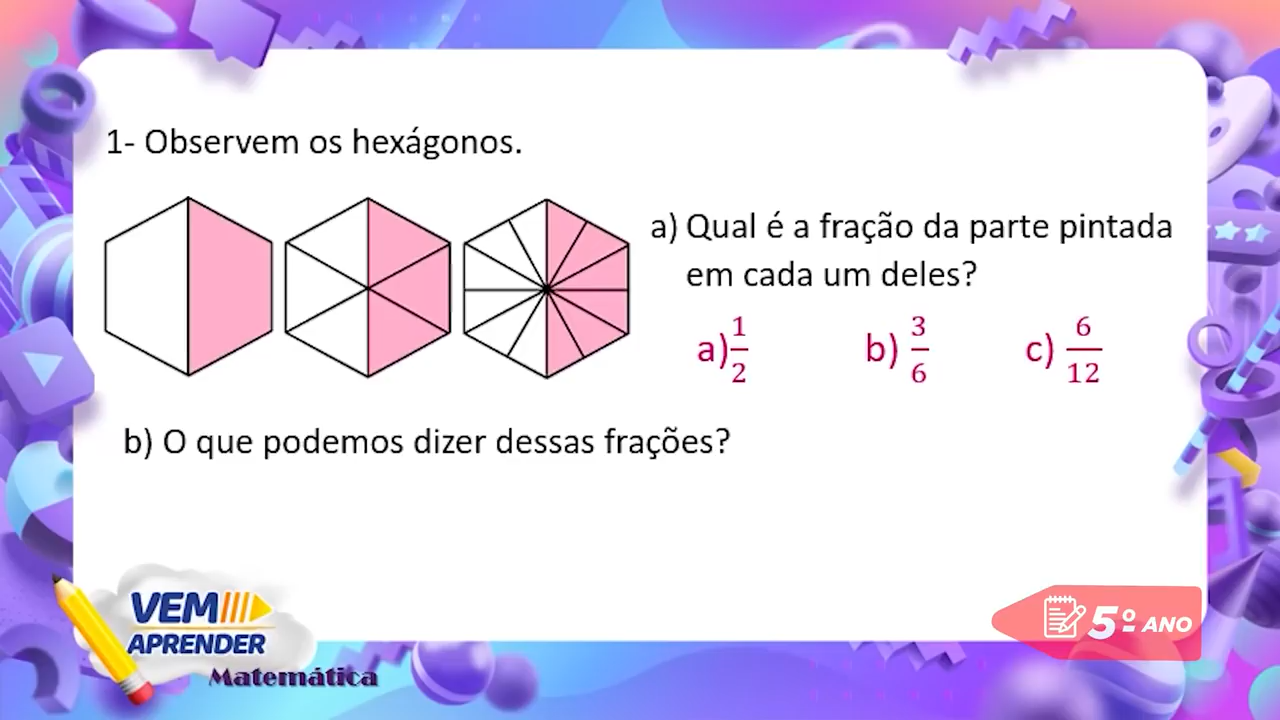 1- Observem os hexágonos.
a) Qual é a fração da parte pintada
em cada um deles?
a) 1/2 b) 3/6 c) 6/12
b) O que podemos dizer dessas frações?
VEM
APRENDER
Matemática
5º ANO